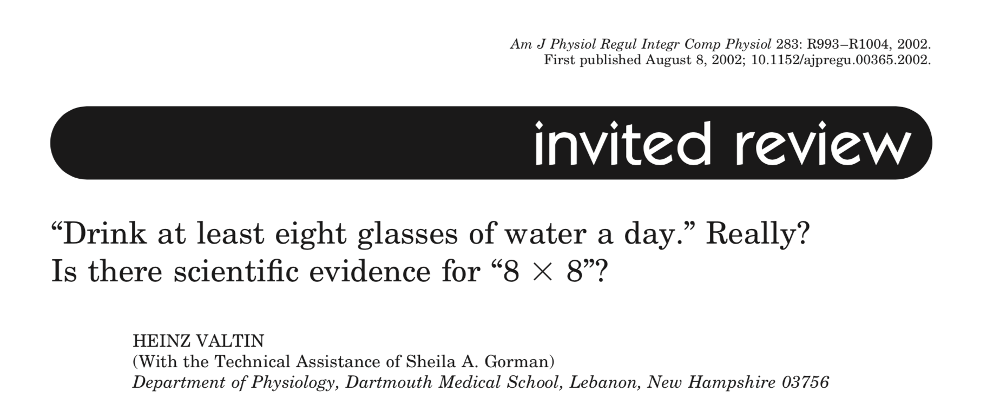 Am J Physiol Regul Integr Comp Physiol 283: R993–R1004, 2002.
First published August 8, 2002; 10.1152/ajpregu.00365.2002.
invited review
“Drink at least eight glasses of water a day.” Really?
Is there scientific evidence for “8 × 8”?
HEINZ VALTIN
(With the Technical Assistance of Sheila A. Gorman)
Department of Physiology, Dartmouth Medical School, Lebanon, New Hampshire 03756